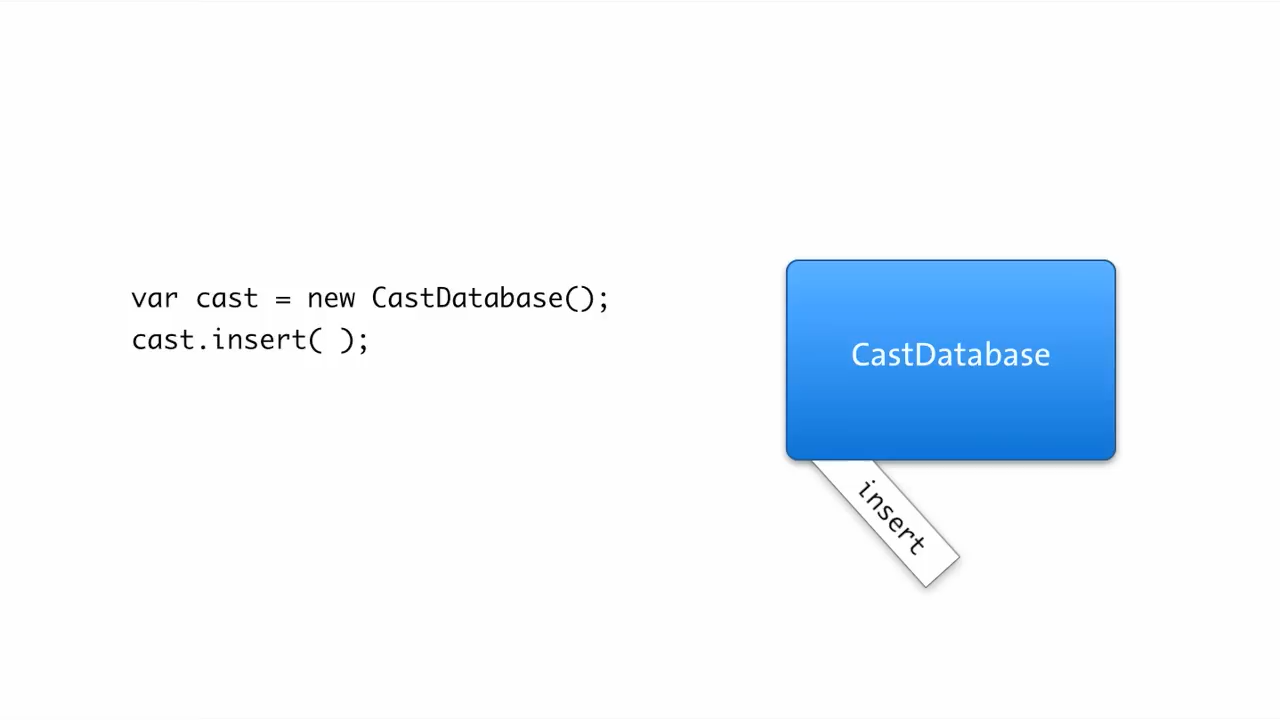 var cast = new CastDatabase();
cast.insert( );
CastDatabase
insert